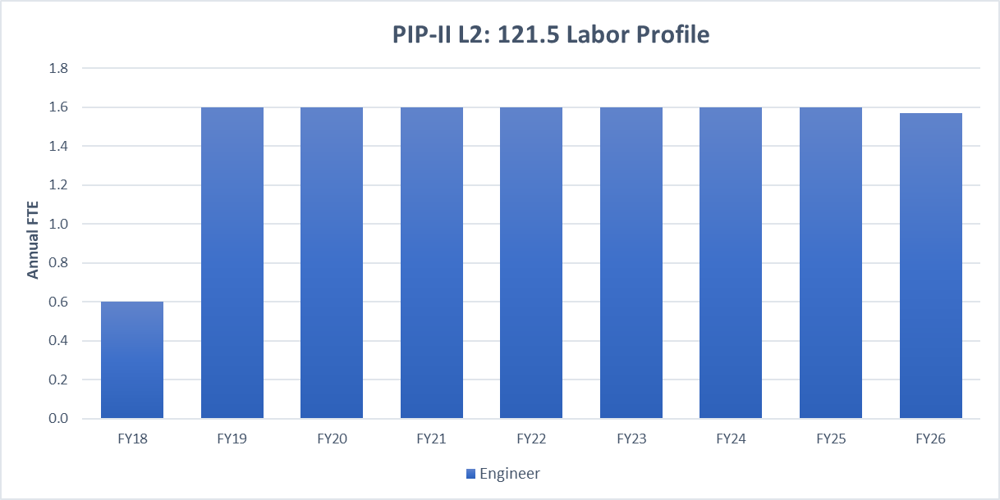 PIP-II L2: 121.5 Labor Profile
1.8
1.6
1.4
1.2
1.0
0.8
0.6
0.4
0.2
0.0
Annual FTE
FY18 FY19 FY20 FY21 FY22 FY23 FY24 FY25 FY26
Engineer